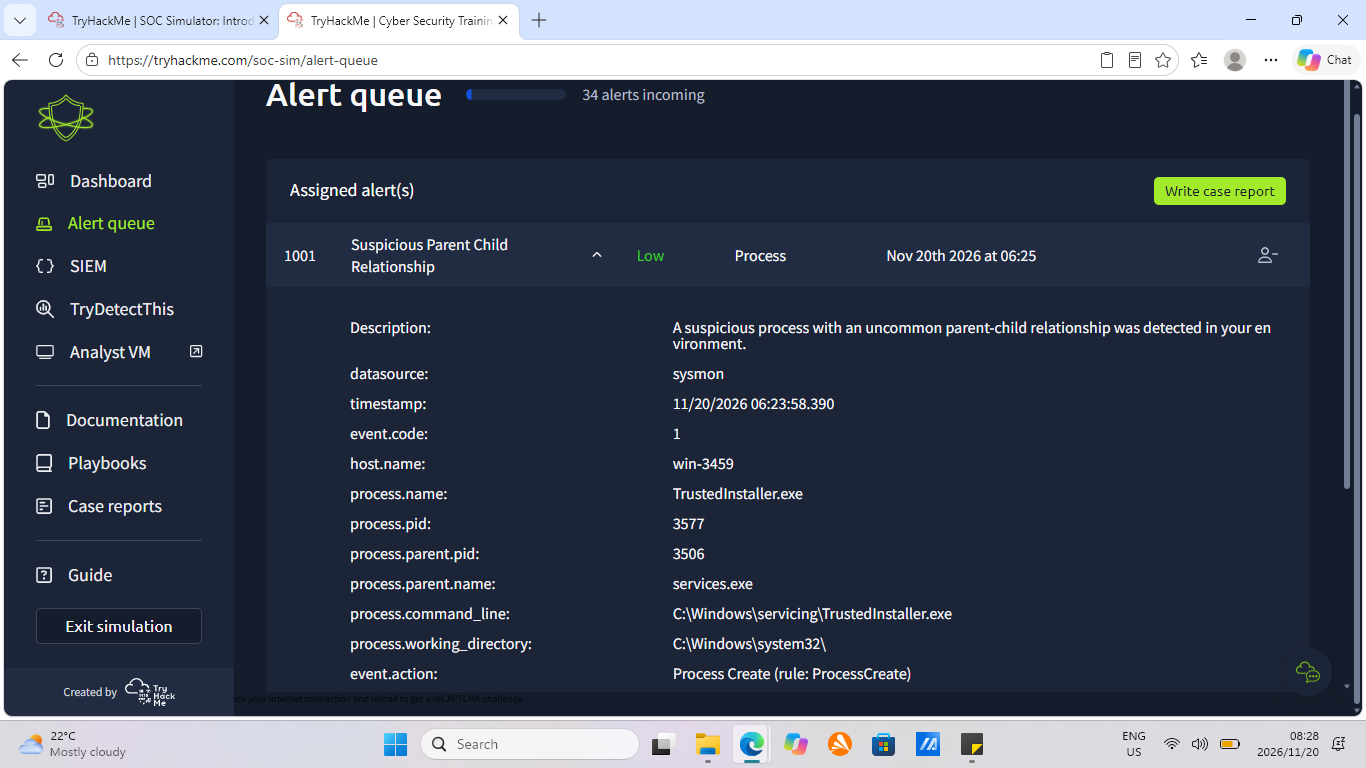 TryHackMe | SOC Simulator: Introd
TryHackMe | Cyber Security Trainin
https://tryhackme.com/soc-sim/alert-queue
Chat
Alert queue
34 alerts incoming
Dashboard
Alert queue
SIEM
TryDetectThis
Analyst VM
Documentation
Playbooks
Case reports
Guide
Exit simulation
Created by
Try
Hack
Me
Assigned alert(s)
Write case report
1001
Suspicious Parent Child
Relationship
Low
Process
Nov 20th 2026 at 06:25
Description:
A suspicious process with an uncommon parent-child relationship was detected in your en
vironment.
datasource:
sysmon
timestamp:
11/20/2026 06:23:58.390
event.code:
1
host.name:
win-3459
process.name:
TrustedInstaller.exe
process.pid:
3577
process.parent.pid:
3506
process.parent.name:
services.exe
process.command_line:
C:\Windows\servicing\TrustedInstaller.exe
process.working_directory:
C:\Windows\system32\
event.action:
Process Create (rule: ProcessCreate)
ck your internet connection and reload to get a reCAPTCHA challenge.
22°C
Mostly cloudy
Search
ENG
US
08:28
2026/11/20